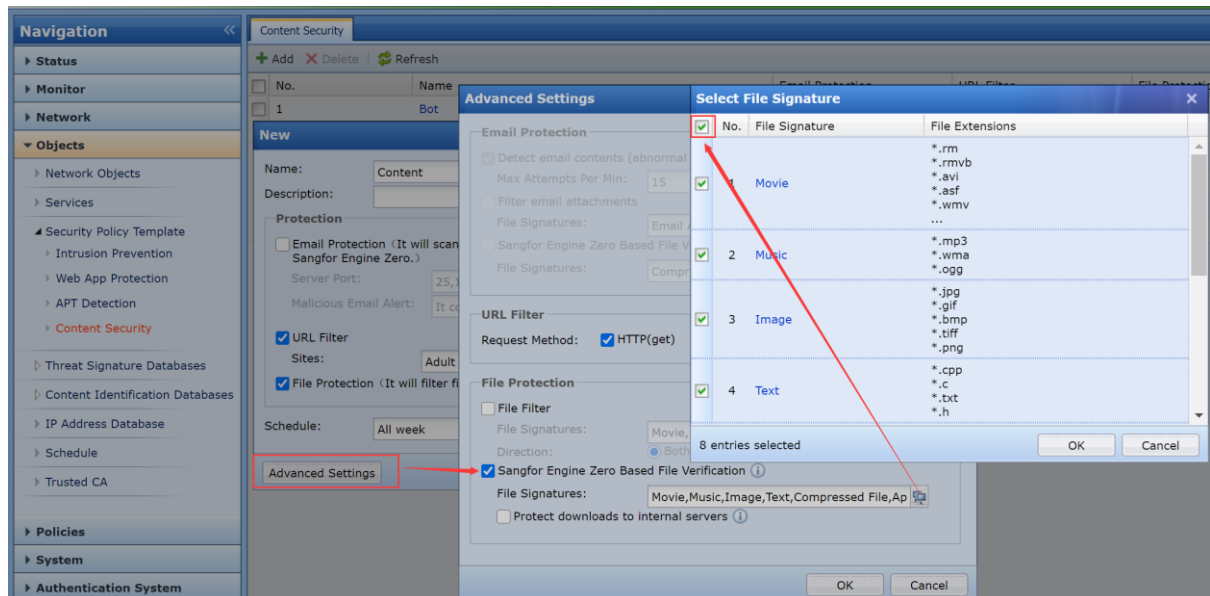 Navigation
Status
Monitor
Network
Objects
Network Objects
Services
Security Policy Template
Intrusion Prevention
Web App Protection
APT Detection
Content Security
Threat Signature Databases
Content Identification Databases
IP Address Database
Schedule
Trusted CA
Policies
System
Authentication System
Content Security
Add Delete Refresh
No. Name Email Protection URL Filter
1 Bot
New
Name: Content
Description:
Protection
Email Protection (It will scan
Sangfor Engine Zero.)
Server Port: 25,1
Malicious Email Alert: It co
URL Filter
Sites: Adult
File Protection (It will filter fi
Schedule: All week
Advanced Settings
Advanced Settings
Email Protection
Detect email contents (abnormal
Max Attempts Per Min: 15
Filter email attachments
File Signatures: Email
Sangfor Engine Zero Based File V
File Signatures: Compr
URL Filter
Request Method: HTTP(get)
File Protection
File Filter
File Signatures: Movie,
Direction: Both
Sangfor Engine Zero Based File Verification
File Signatures: Movie,Music,Image,Text,Compressed File,Ap
Protect downloads to internal servers
OK Cancel
Select File Signature
No. File Signature File Extensions
*.rm
*.rmvb
1 Movie *.avi
*.asf
*.wmv
...
*.mp3
2 Music *.wma
*.ogg
*.jpg
*.gif
3 Image *.bmp
*.tiff
*.png
*.cpp
*.c
4 Text *.txt
*.h
8 entries selected OK Cancel